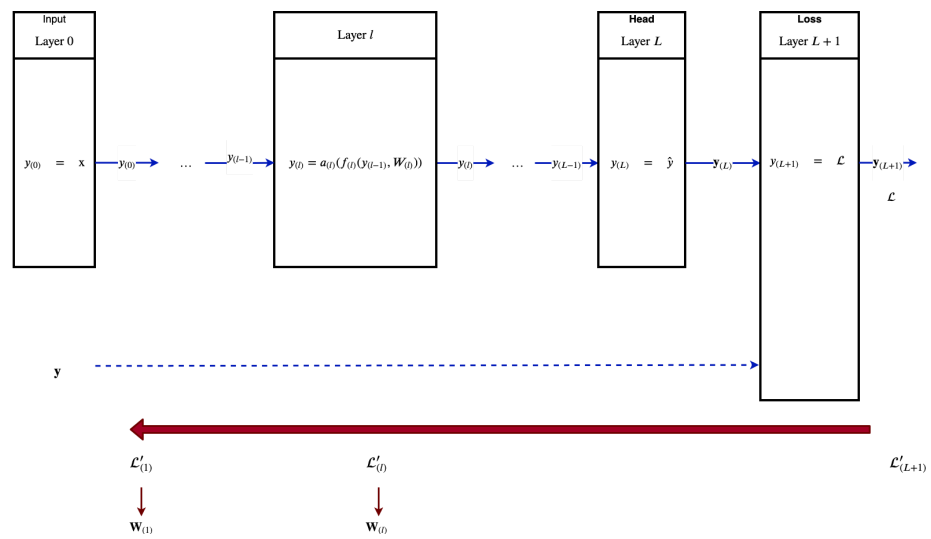 Input
Layer 0
Layer l
Head
Layer L
Loss
Layer L + 1
y(0) = x
y(0)
...
y(l−1)
y(l) = a(l)(f(l)(y(l−1), W(l)))
y(l)
...
y(L−1)
y(L) = ŷ
y(L)
y(L+1) = ℒ
y(L+1)
ℒ
y
ℒ′(1)
ℒ′(l)
ℒ′(L+1)
W(1)
W(l)